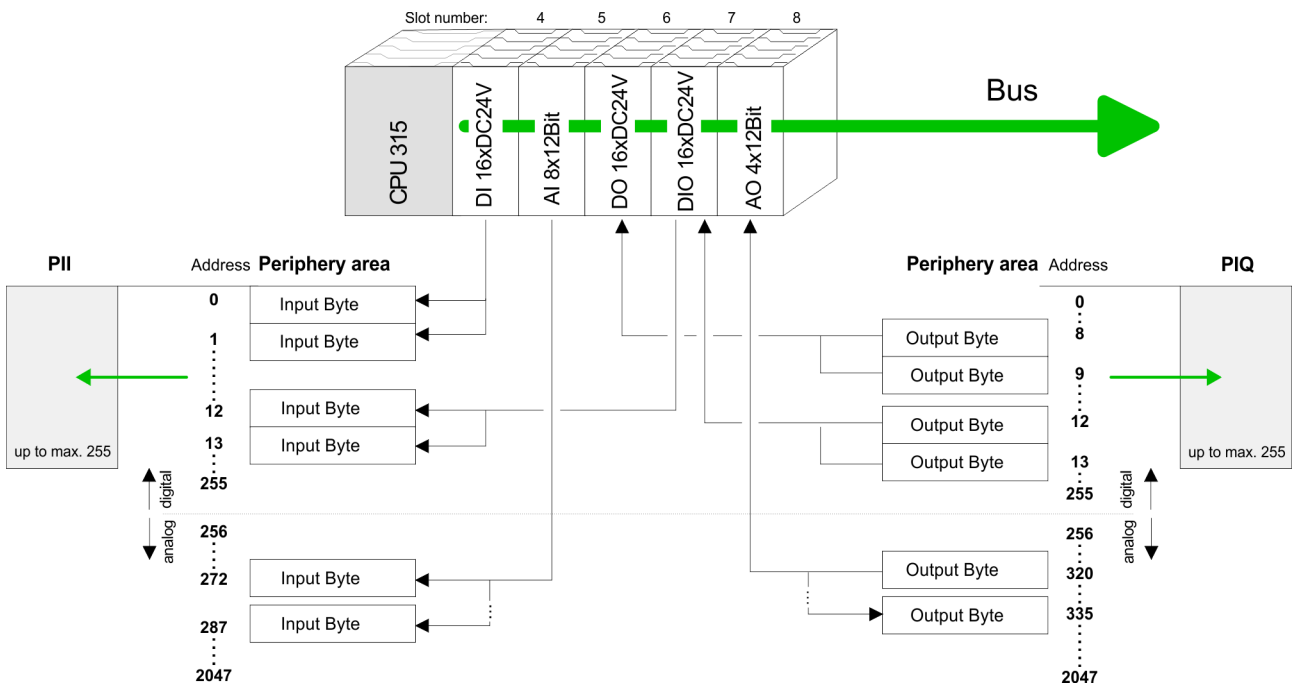 Slot number: 4 5 6 7 8
CPU 315
DI 16xDC24V
AI 8x12Bit
DO 16xDC24V
DIO 16xDC24V
AO 4x12Bit
Bus
PII
Address Periphery area
0 Input Byte
1 Input Byte
12 Input Byte
13 Input Byte
up to max. 255
255
digital
analog
256
272 Input Byte
287 Input Byte
2047
Periphery area Address
PIQ
0
Output Byte 8
Output Byte 9
Output Byte 12
Output Byte 13
up to max. 255
255
digital
analog
256
Output Byte 320
Output Byte 335
2047